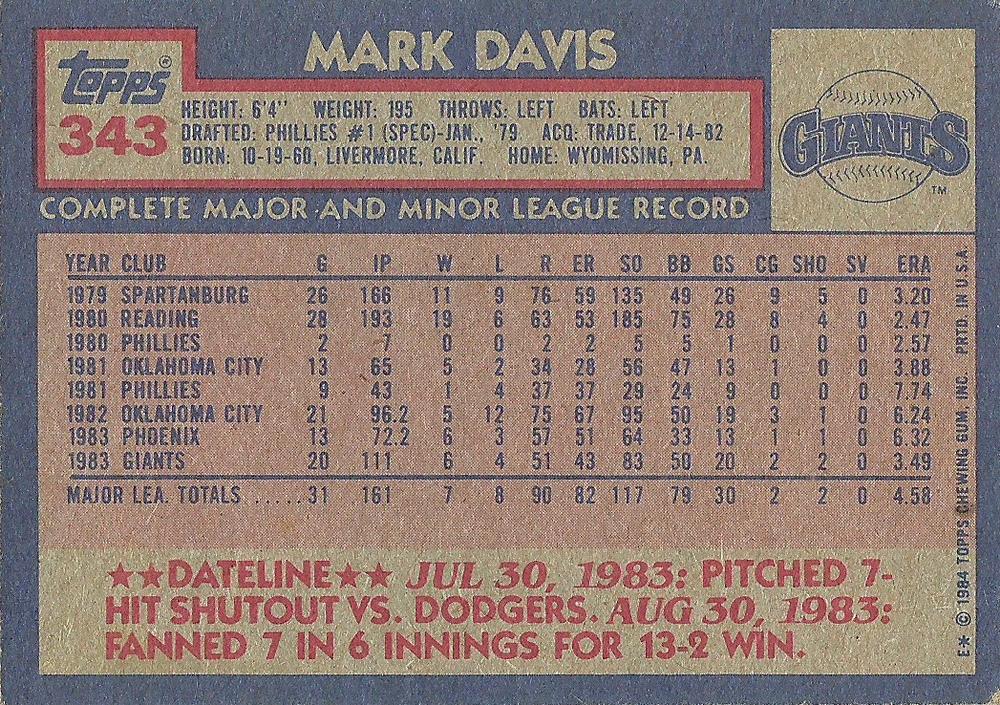 MARK DAVIS
Topps®
343
HEIGHT: 6'4" WEIGHT: 195 THROWS: LEFT BATS: LEFT
DRAFTED: PHILLIES #1 (SPEC)-JAN., '79 ACQ: TRADE, 12-14-82
BORN: 10-19-60, LIVERMORE, CALIF. HOME: WYOMISSING, PA.
GIANTS
TM
COMPLETE MAJOR AND MINOR LEAGUE RECORD
YEAR CLUB G IP W L R ER SO BB GS CG SHO SV ERA
1979 SPARTANBURG 26 166 11 9 76 59 135 49 26 9 5 0 3.20
1980 READING 28 193 19 6 63 53 185 75 28 8 4 0 2.47
1980 PHILLIES 2 7 0 0 2 2 5 5 1 0 0 0 2.57
1981 OKLAHOMA CITY 13 65 5 2 34 28 56 47 13 1 0 0 3.88
1981 PHILLIES 9 43 1 4 37 37 29 24 9 0 0 0 7.74
1982 OKLAHOMA CITY 21 96.2 5 12 75 67 95 50 19 3 1 0 6.24
1983 PHOENIX 13 72.2 6 3 57 51 64 33 13 1 1 0 6.32
1983 GIANTS 20 111 6 4 51 43 83 50 20 2 2 0 3.49
MAJOR LEA. TOTALS .....31 161 7 8 90 82 117 79 30 2 2 0 4.58
★★DATELINE★★ JUL 30, 1983: PITCHED 7-
HIT SHUTOUT VS. DODGERS. AUG 30, 1983:
FANNED 7 IN 6 INNINGS FOR 13-2 WIN.
E* © 1984 TOPPS CHEWING GUM, INC. PRTD. IN U.S.A